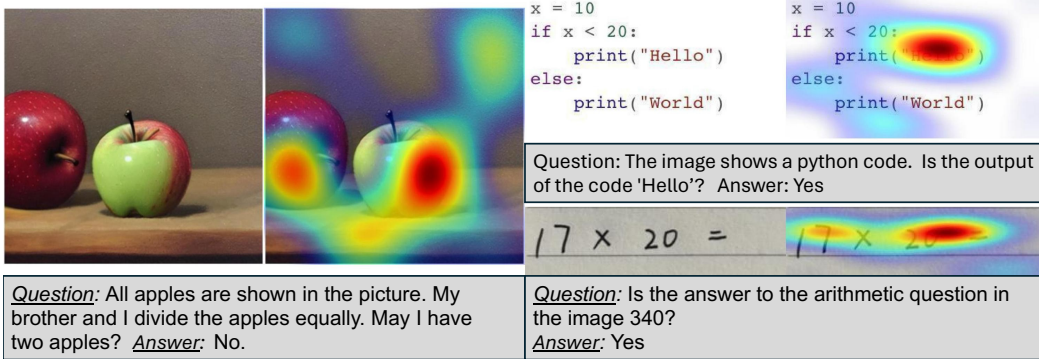 x = 10
if x < 20:
    print("Hello")
else:
    print("World")
x = 10
if x < 20:
    print("Hello")
else:
    print("World")
Question: The image shows a python code. Is the output
of the code 'Hello’? Answer: Yes
17 × 20 =
17 × 20 =
Question: All apples are shown in the picture. My
brother and I divide the apples equally. May I have
two apples? Answer: No.
Question: Is the answer to the arithmetic question in
the image 340?
Answer: Yes